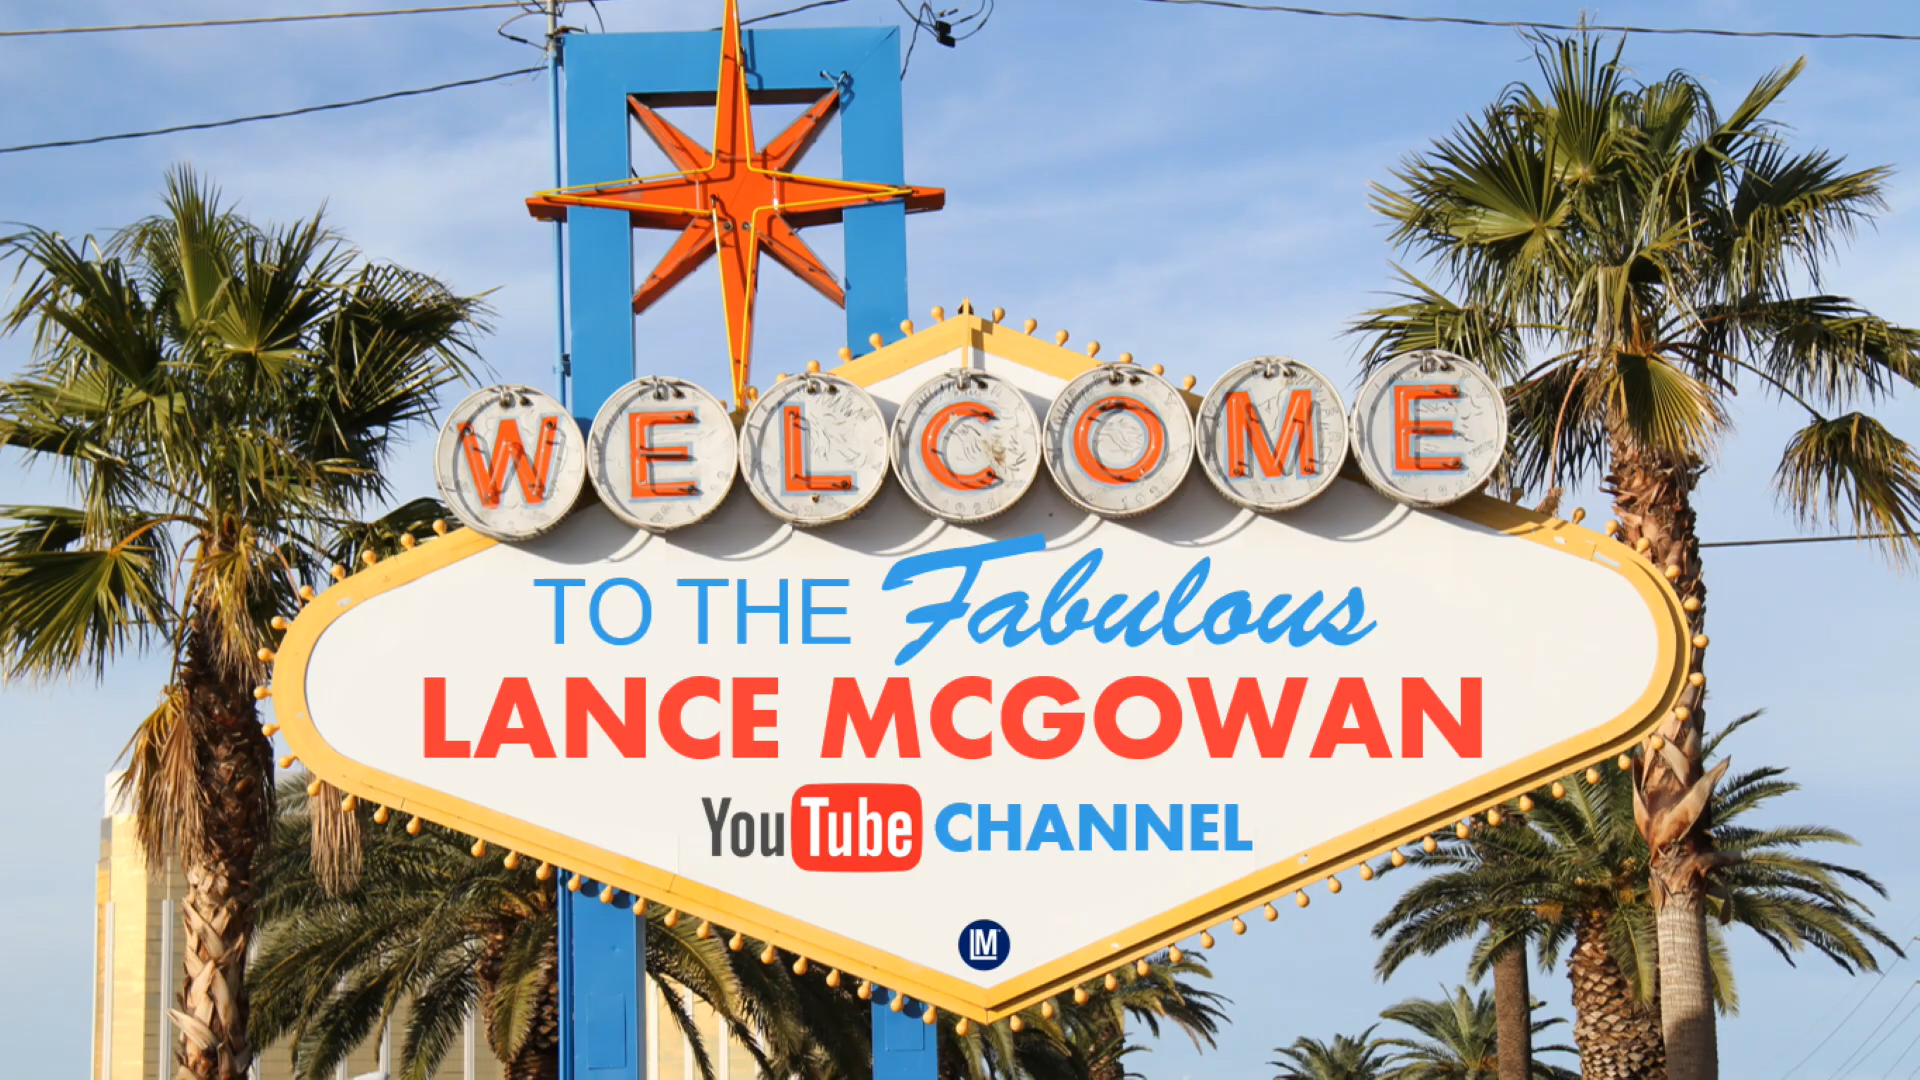 WELCOME
TO THE Fabulous
LANCE MCGOWAN
YouTube CHANNEL
LM